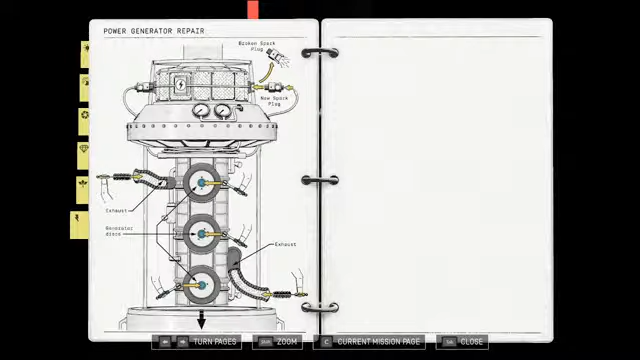 POWER GENERATOR REPAIR
Broken Spark
Plug
New Spark
Plug
Exhaust
Generator
discs
Exhaust
TURN PAGES
ZOOM
C CURRENT MISSION PAGE
CLOSE